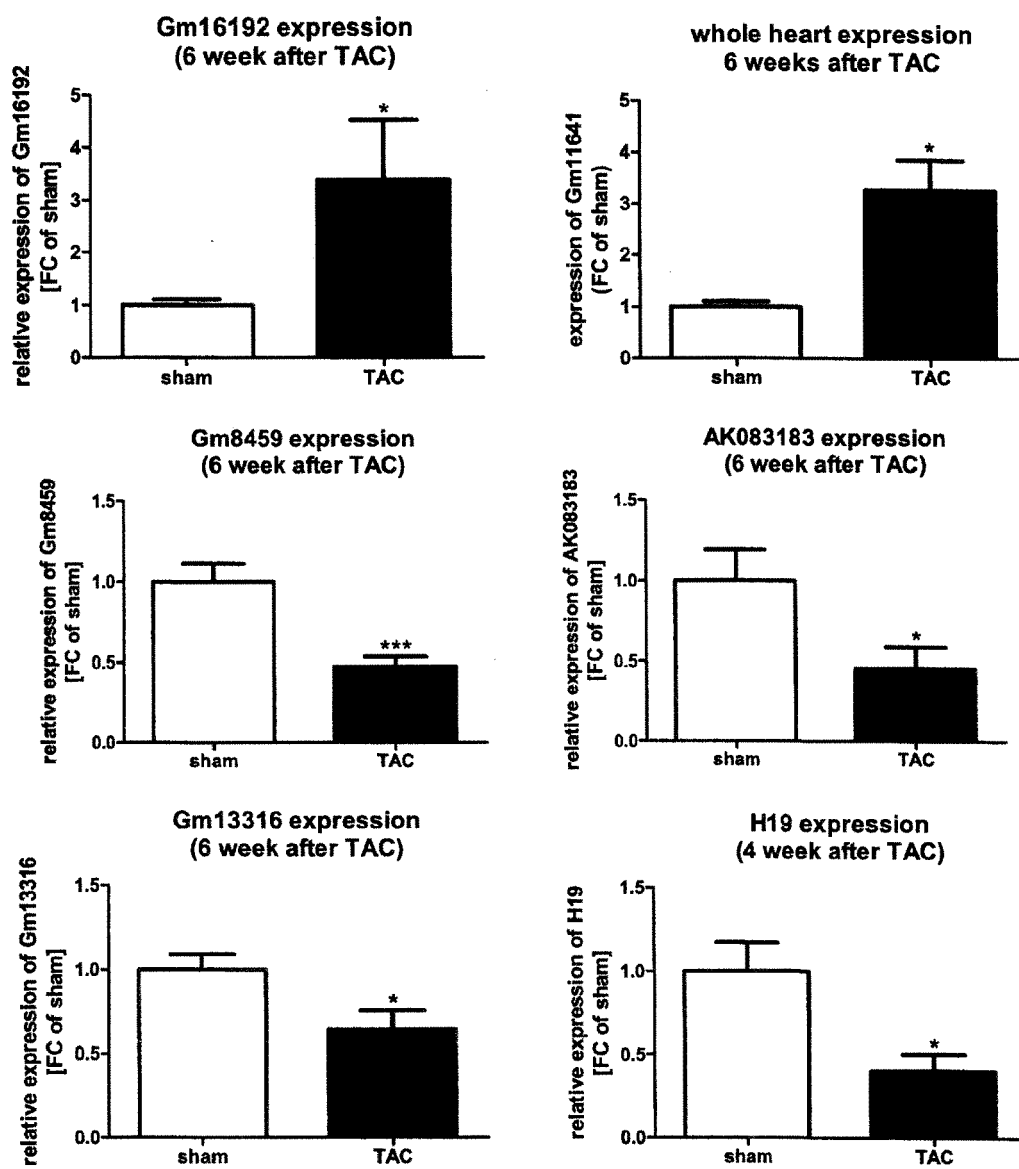 Gm16192 expression
(6 week after TAC)
relative expression of Gm16192
[FC of sham]
5
4
3
2
1
0
*
sham
TAC
whole heart expression
6 weeks after TAC
expression of Gm11641
(FC of sham)
5
4
3
2
1
0
*
sham
TAC
Gm8459 expression
(6 week after TAC)
relative expression of Gm8459
[FC of sham]
1.5
1.0
0.5
0.0
***
sham
TAC
AK083183 expression
(6 week after TAC)
relative expression of AK083183
[FC of sham]
1.5
1.0
0.5
0.0
*
sham
TAC
Gm13316 expression
(6 week after TAC)
relative expression of Gm13316
[FC of sham]
1.5
1.0
0.5
0.0
*
sham
TAC
H19 expression
(4 week after TAC)
relative expression of H19
[FC of sham]
1.5
1.0
0.5
0.0
*
sham
TAC